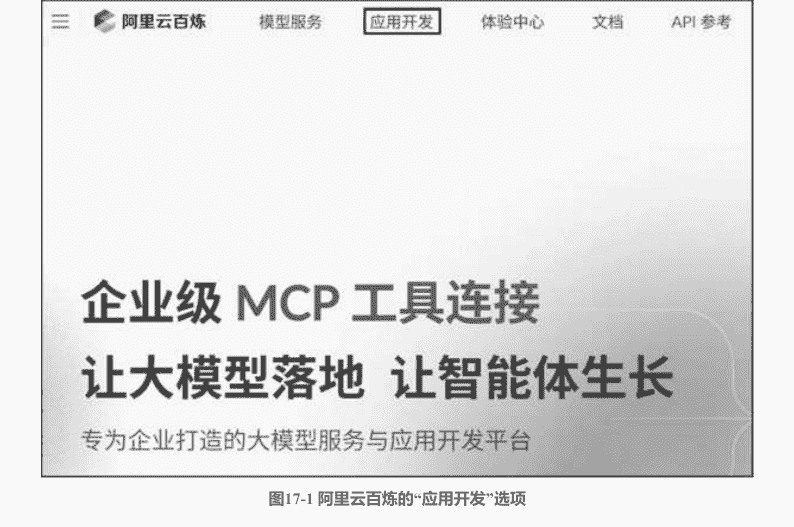 阿里云百炼 模型服务 应用开发 体验中心 文档 API 参考
企业级 MCP 工具连接
让大模型落地 让智能体生长
专为企业打造的大模型服务与应用开发平台
图17-1 阿里云百炼的“应用开发”选项